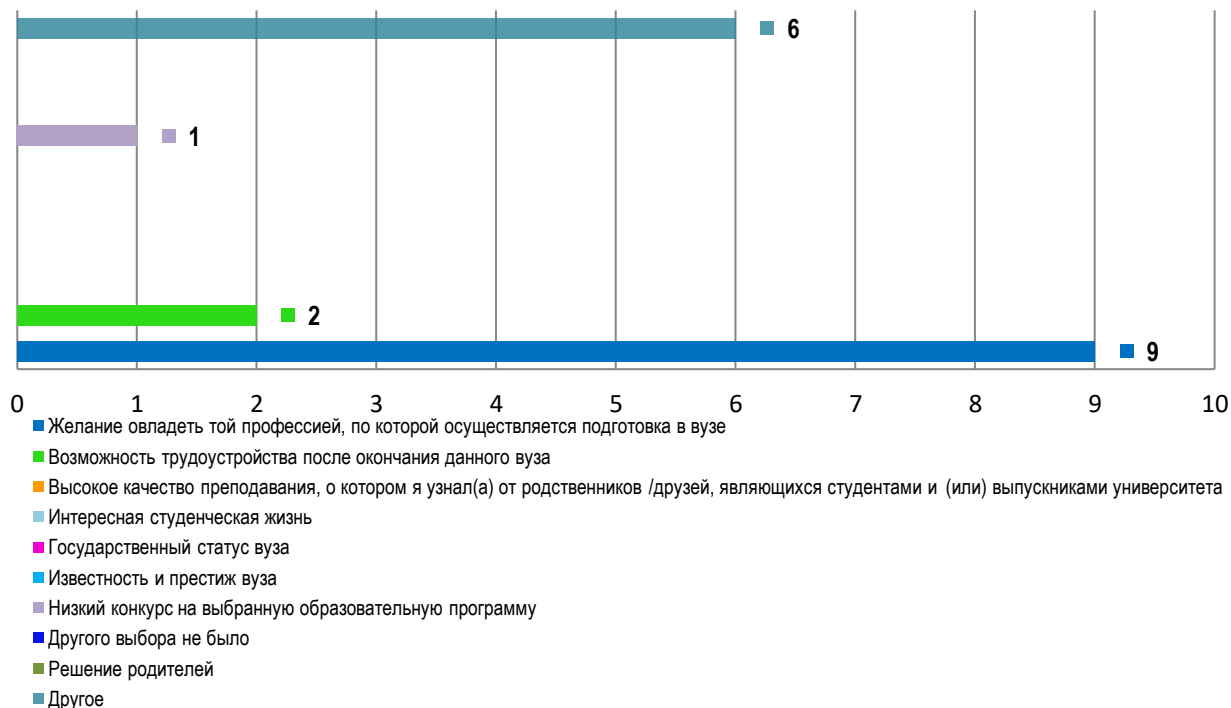 6
1
2
9
0 1 2 3 4 5 6 7 8 9 10
Желание овладеть той профессией, по которой осуществляется подготовка в вузе
Возможность трудоустройства после окончания данного вуза
Высокое качество преподавания, о котором я узнал(а) от родственников /друзей, являющихся студентами и (или) выпускниками университета
Интересная студенческая жизнь
Государственный статус вуза
Известность и престиж вуза
Низкий конкурс на выбранную образовательную программу
Другого выбора не было
Решение родителей
Другое